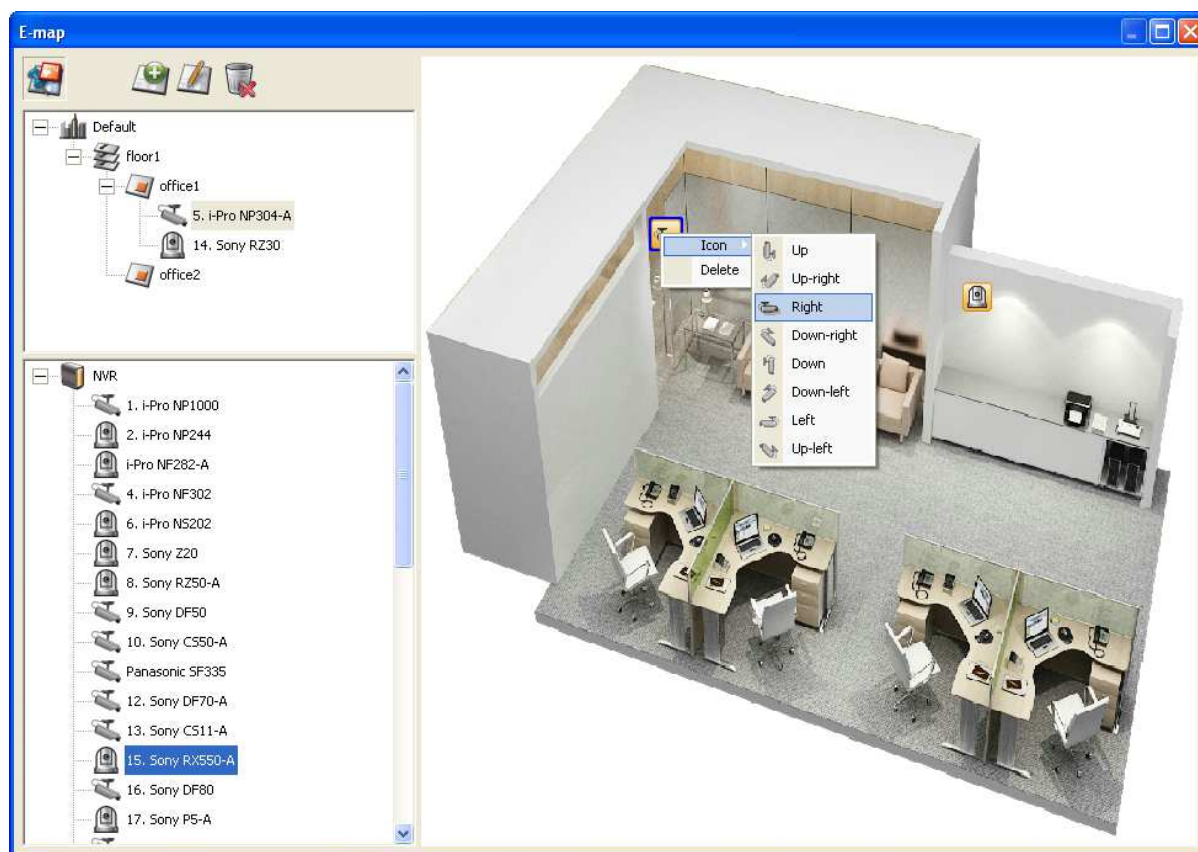 E-map
Default
floor1
office1
5. i-Pro NP304-A
14. Sony RZ30
office2
NVR
1. i-Pro NP1000
2. i-Pro NP244
i-Pro NF282-A
4. i-Pro NF302
6. i-Pro NS202
7. Sony Z20
8. Sony RZ50-A
9. Sony DF50
10. Sony CS50-A
Panasonic SF335
12. Sony DF70-A
13. Sony CS11-A
15. Sony RX550-A
16. Sony DF80
17. Sony P5-A
Icon
Delete
Up
Up-right
Right
Down-right
Down
Down-left
Left
Up-left